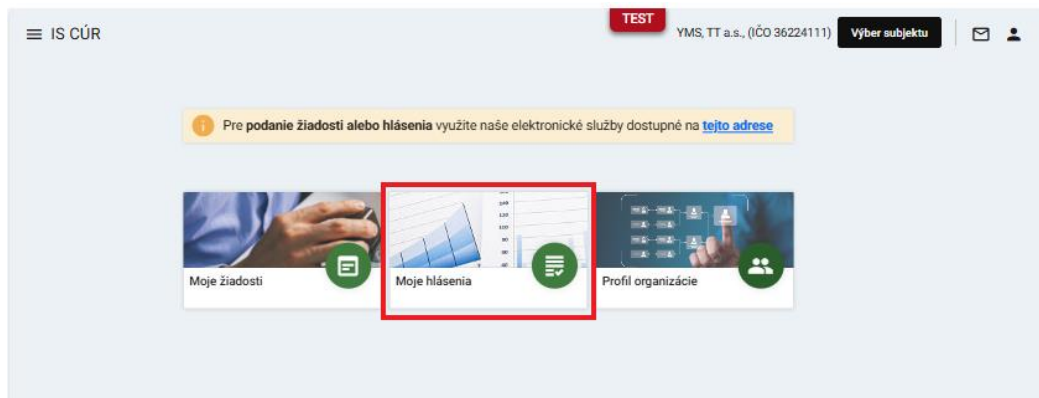 TEST
IS CÚR
YMS, TT a.s., (IČO 36224111)
Výber subjektu
Pre podanie žiadosti alebo hlásenia využite naše elektronické služby dostupné na tejto adrese
Moje žiadosti
Moje hlásenia
Profil organizácie